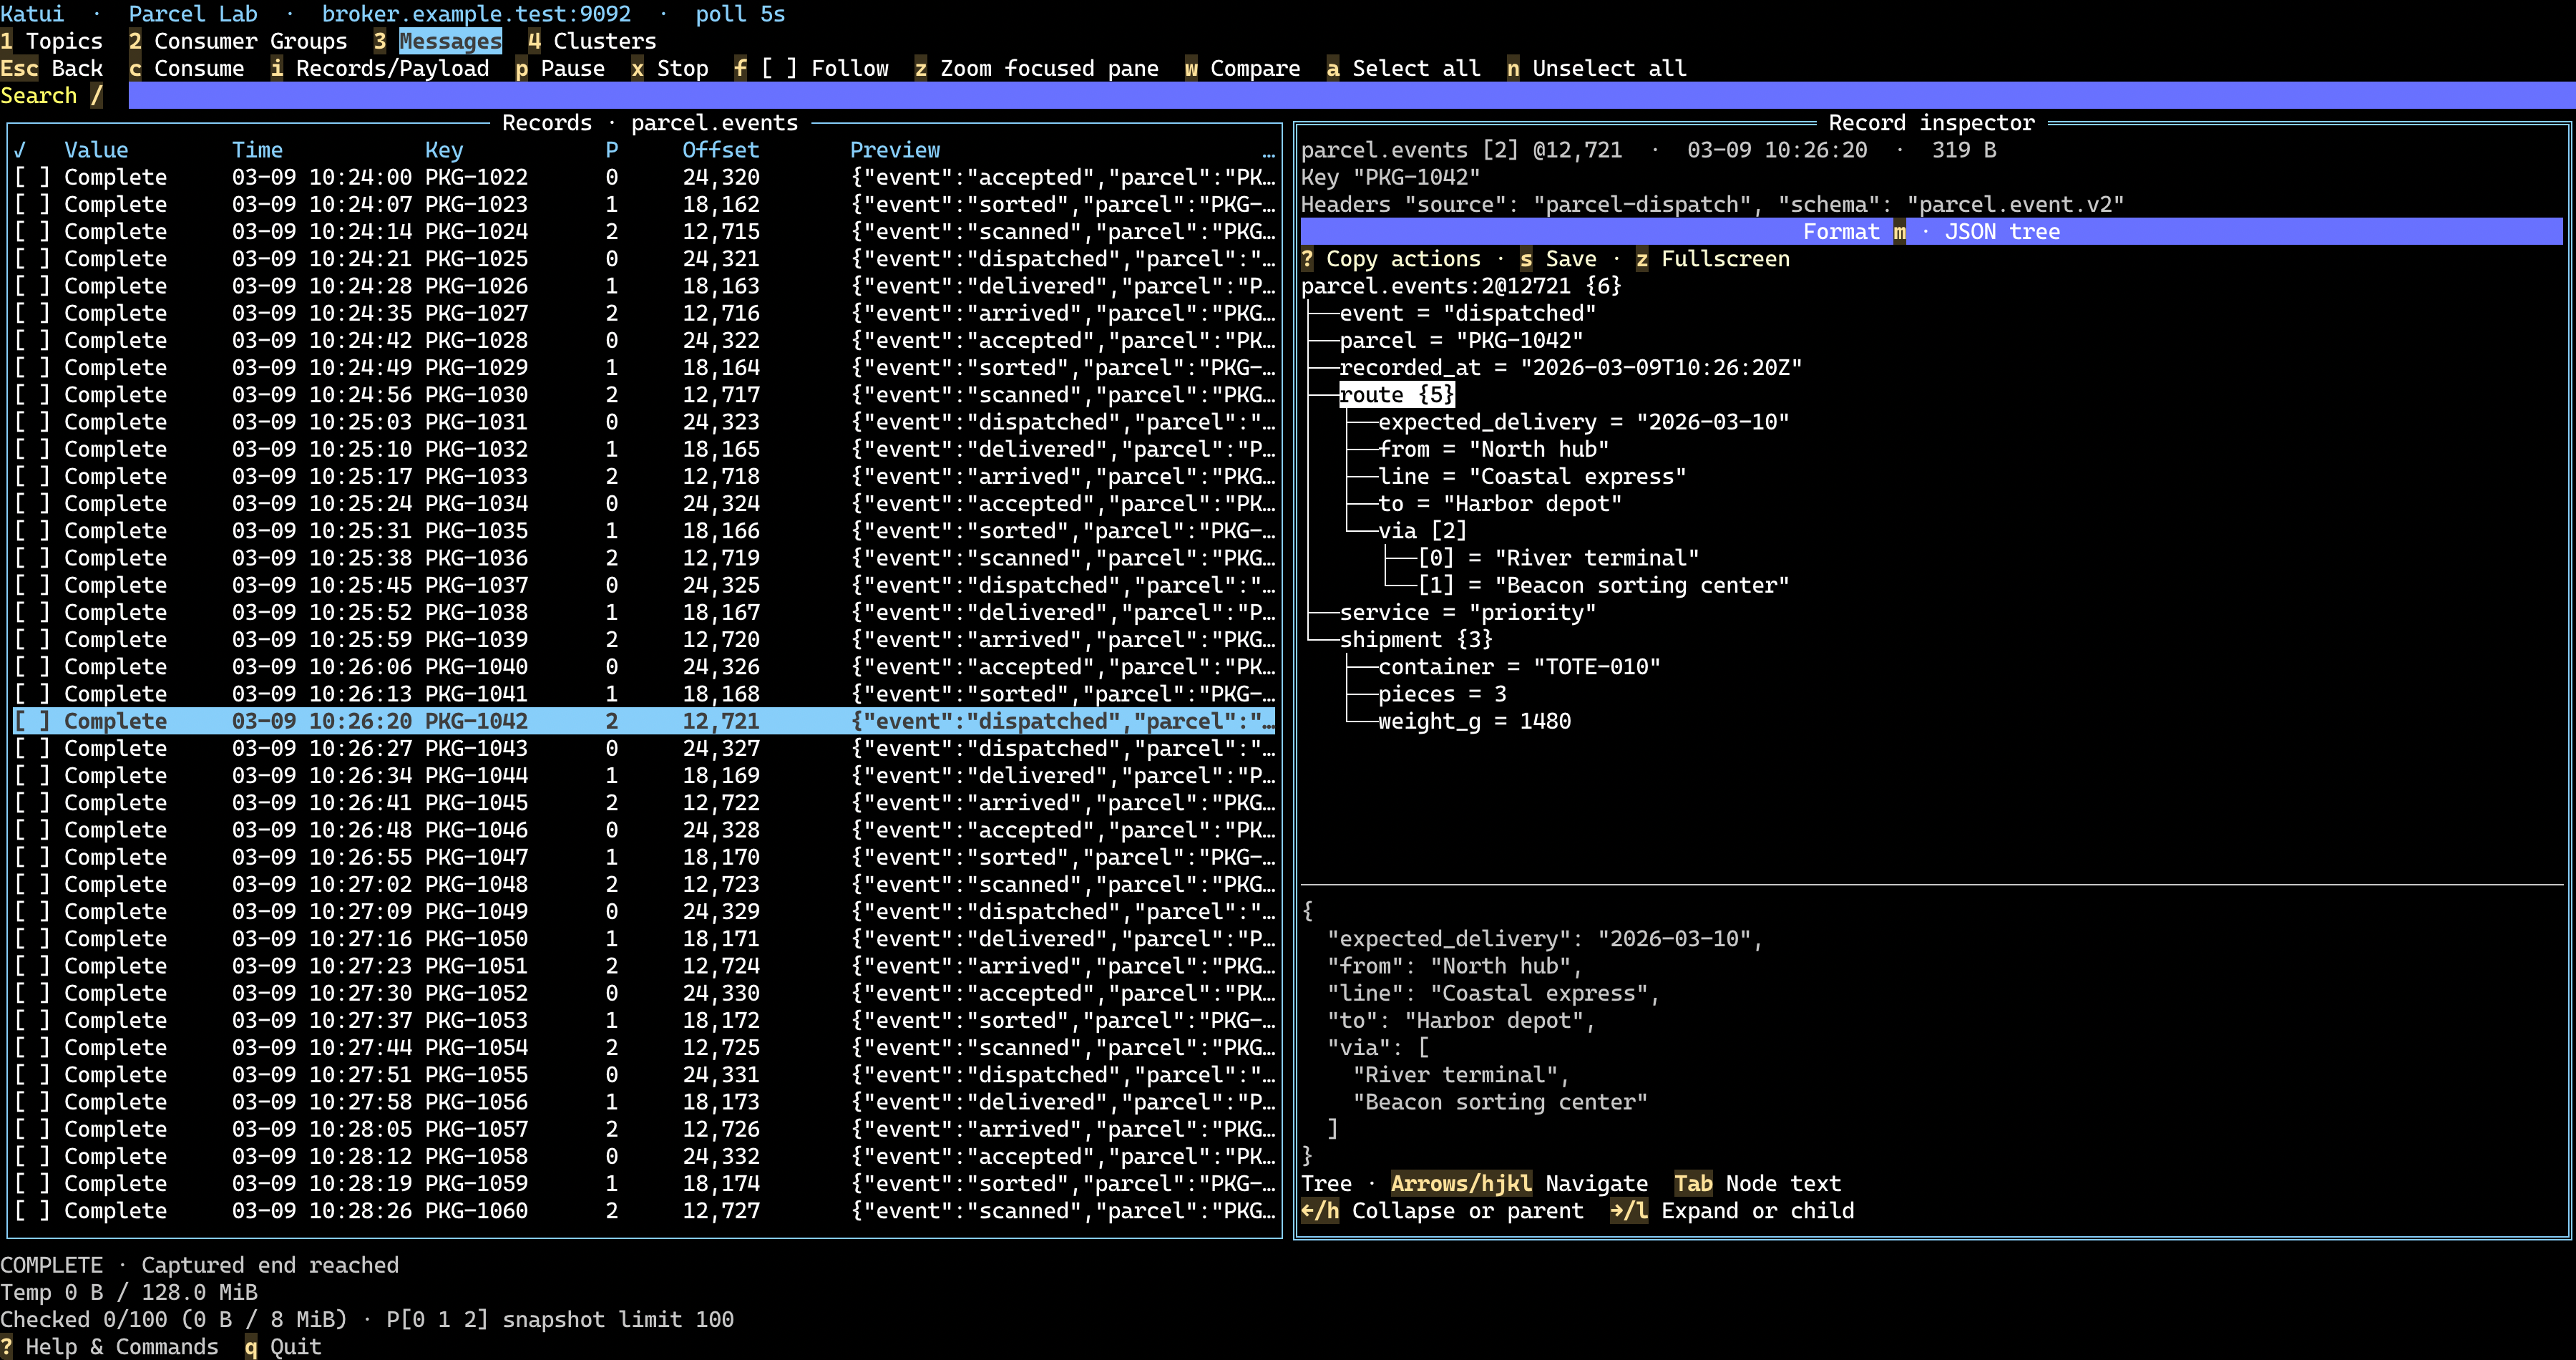 Katui · Parcel Lab · broker.example.test:9092 · poll 5s
1 Topics 2 Consumer Groups 3 Messages 4 Clusters
Esc Back c Consume i Records/Payload p Pause x Stop f [ ] Follow z Zoom focused pane w Compare a Select all n Unselect all
Search /
Records · parcel.events
✓ Value Time Key P Offset Preview …
[ ] Complete 03-09 10:24:00 PKG-1022 0 24,320 {"event":"accepted","parcel":"PK…
[ ] Complete 03-09 10:24:07 PKG-1023 1 18,162 {"event":"sorted","parcel":"PKG-…
[ ] Complete 03-09 10:24:14 PKG-1024 2 12,715 {"event":"scanned","parcel":"PKG…
[ ] Complete 03-09 10:24:21 PKG-1025 0 24,321 {"event":"dispatched","parcel":"…
[ ] Complete 03-09 10:24:28 PKG-1026 1 18,163 {"event":"delivered","parcel":"P…
[ ] Complete 03-09 10:24:35 PKG-1027 2 12,716 {"event":"arrived","parcel":"PKG…
[ ] Complete 03-09 10:24:42 PKG-1028 0 24,322 {"event":"accepted","parcel":"PK…
[ ] Complete 03-09 10:24:49 PKG-1029 1 18,164 {"event":"sorted","parcel":"PKG-…
[ ] Complete 03-09 10:24:56 PKG-1030 2 12,717 {"event":"scanned","parcel":"PKG…
[ ] Complete 03-09 10:25:03 PKG-1031 0 24,323 {"event":"dispatched","parcel":"…
[ ] Complete 03-09 10:25:10 PKG-1032 1 18,165 {"event":"delivered","parcel":"P…
[ ] Complete 03-09 10:25:17 PKG-1033 2 12,718 {"event":"arrived","parcel":"PKG…
[ ] Complete 03-09 10:25:24 PKG-1034 0 24,324 {"event":"accepted","parcel":"PK…
[ ] Complete 03-09 10:25:31 PKG-1035 1 18,166 {"event":"sorted","parcel":"PKG-…
[ ] Complete 03-09 10:25:38 PKG-1036 2 12,719 {"event":"scanned","parcel":"PKG…
[ ] Complete 03-09 10:25:45 PKG-1037 0 24,325 {"event":"dispatched","parcel":"…
[ ] Complete 03-09 10:25:52 PKG-1038 1 18,167 {"event":"delivered","parcel":"P…
[ ] Complete 03-09 10:25:59 PKG-1039 2 12,720 {"event":"arrived","parcel":"PKG…
[ ] Complete 03-09 10:26:06 PKG-1040 0 24,326 {"event":"accepted","parcel":"PK…
[ ] Complete 03-09 10:26:13 PKG-1041 1 18,168 {"event":"sorted","parcel":"PKG-…
[ ] Complete 03-09 10:26:20 PKG-1042 2 12,721 {"event":"dispatched","parcel":"…
[ ] Complete 03-09 10:26:27 PKG-1043 0 24,327 {"event":"dispatched","parcel":"…
[ ] Complete 03-09 10:26:34 PKG-1044 1 18,169 {"event":"delivered","parcel":"P…
[ ] Complete 03-09 10:26:41 PKG-1045 2 12,722 {"event":"arrived","parcel":"PKG…
[ ] Complete 03-09 10:26:48 PKG-1046 0 24,328 {"event":"accepted","parcel":"PK…
[ ] Complete 03-09 10:26:55 PKG-1047 1 18,170 {"event":"sorted","parcel":"PKG-…
[ ] Complete 03-09 10:27:02 PKG-1048 2 12,723 {"event":"scanned","parcel":"PKG…
[ ] Complete 03-09 10:27:09 PKG-1049 0 24,329 {"event":"dispatched","parcel":"…
[ ] Complete 03-09 10:27:16 PKG-1050 1 18,171 {"event":"delivered","parcel":"P…
[ ] Complete 03-09 10:27:23 PKG-1051 2 12,724 {"event":"arrived","parcel":"PKG…
[ ] Complete 03-09 10:27:30 PKG-1052 0 24,330 {"event":"accepted","parcel":"PK…
[ ] Complete 03-09 10:27:37 PKG-1053 1 18,172 {"event":"sorted","parcel":"PKG-…
[ ] Complete 03-09 10:27:44 PKG-1054 2 12,725 {"event":"scanned","parcel":"PKG…
[ ] Complete 03-09 10:27:51 PKG-1055 0 24,331 {"event":"dispatched","parcel":"…
[ ] Complete 03-09 10:27:58 PKG-1056 1 18,173 {"event":"delivered","parcel":"P…
[ ] Complete 03-09 10:28:05 PKG-1057 2 12,726 {"event":"arrived","parcel":"PKG…
[ ] Complete 03-09 10:28:12 PKG-1058 0 24,332 {"event":"accepted","parcel":"PK…
[ ] Complete 03-09 10:28:19 PKG-1059 1 18,174 {"event":"sorted","parcel":"PKG-…
[ ] Complete 03-09 10:28:26 PKG-1060 2 12,727 {"event":"scanned","parcel":"PKG…
Record inspector
parcel.events [2] @12,721 · 03-09 10:26:20 · 319 B
Key "PKG-1042"
Headers "source": "parcel-dispatch", "schema": "parcel.event.v2"
Format m · JSON tree
? Copy actions · s Save · z Fullscreen
parcel.events:2@12721 {6}
event = "dispatched"
parcel = "PKG-1042"
recorded_at = "2026-03-09T10:26:20Z"
route {5}
expected_delivery = "2026-03-10"
from = "North hub"
line = "Coastal express"
to = "Harbor depot"
via [2]
[0] = "River terminal"
[1] = "Beacon sorting center"
service = "priority"
shipment {3}
container = "TOTE-010"
pieces = 3
weight_g = 1480
{
"expected_delivery": "2026-03-10",
"from": "North hub",
"line": "Coastal express",
"to": "Harbor depot",
"via": [
"River terminal",
"Beacon sorting center"
]
}
Tree · Arrows/hjkl Navigate Tab Node text
←/h Collapse or parent →/l Expand or child
COMPLETE · Captured end reached
Temp 0 B / 128.0 MiB
Checked 0/100 (0 B / 8 MiB) · P[0 1 2] snapshot limit 100
? Help & Commands q Quit